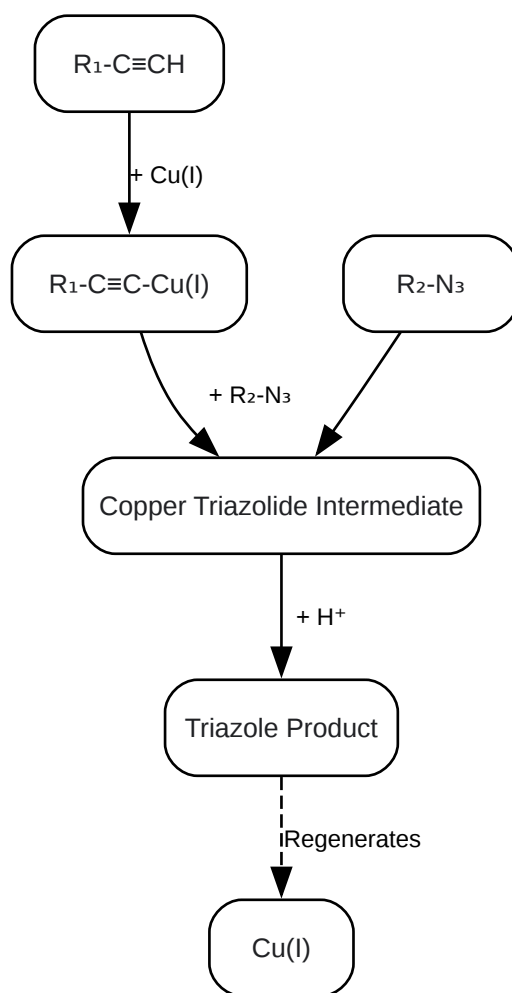 R₁-C≡CH
+ Cu(I)
R₁-C≡C-Cu(I)
R₂-N₃
+ R₂-N₃
Copper Triazolide Intermediate
+ H⁺
Triazole Product
Regenerates
Cu(I)